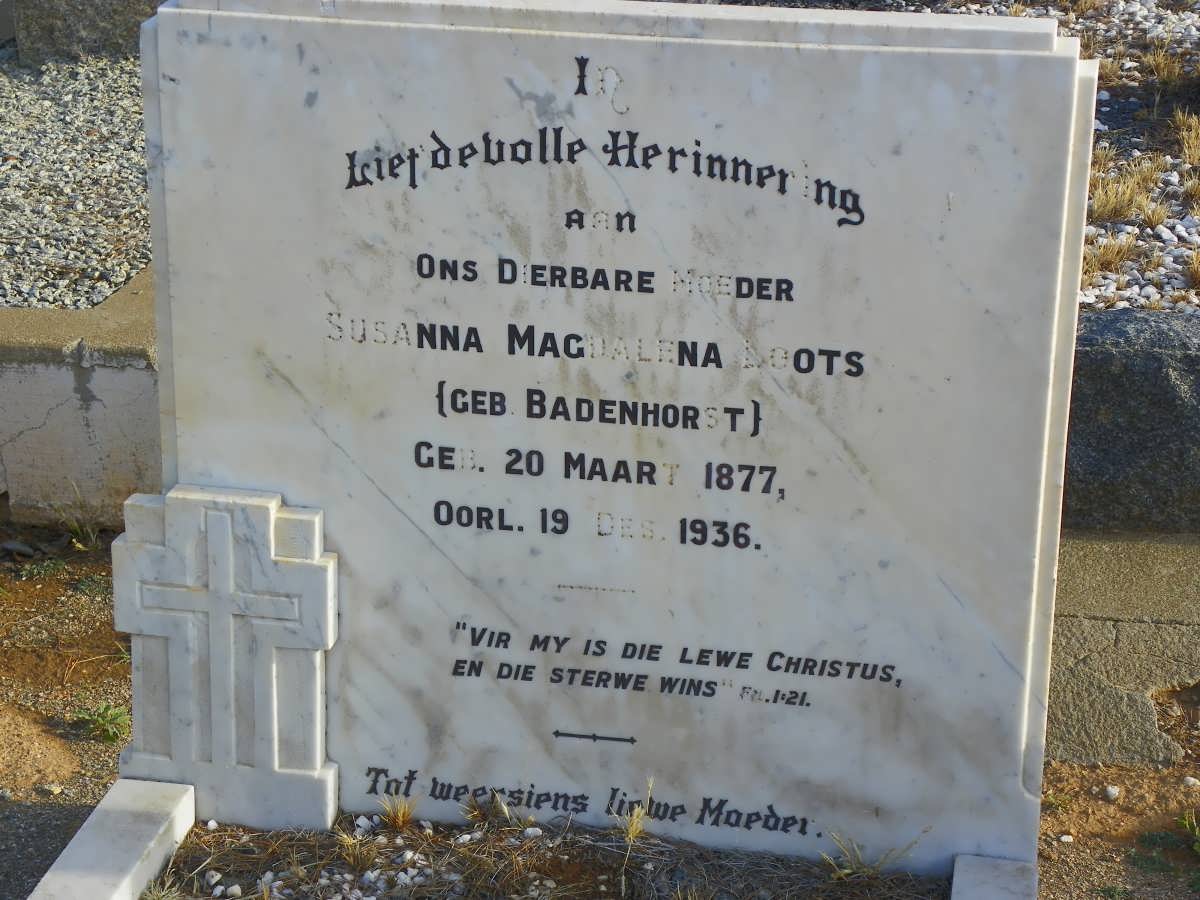 In
Liefdevolle Herinnering
aan
ONS DIERBARE MOEDER
SUSANNA MAGDALENA LOOTS
{GEB. BADENHORST}
GEB. 20 MAART 1877,
OORL. 19 DES. 1936.
"VIR MY IS DIE LEWE CHRISTUS,
EN DIE STERWE WINS" FIL.1:21.
Tot weersiens liewe Moeder.